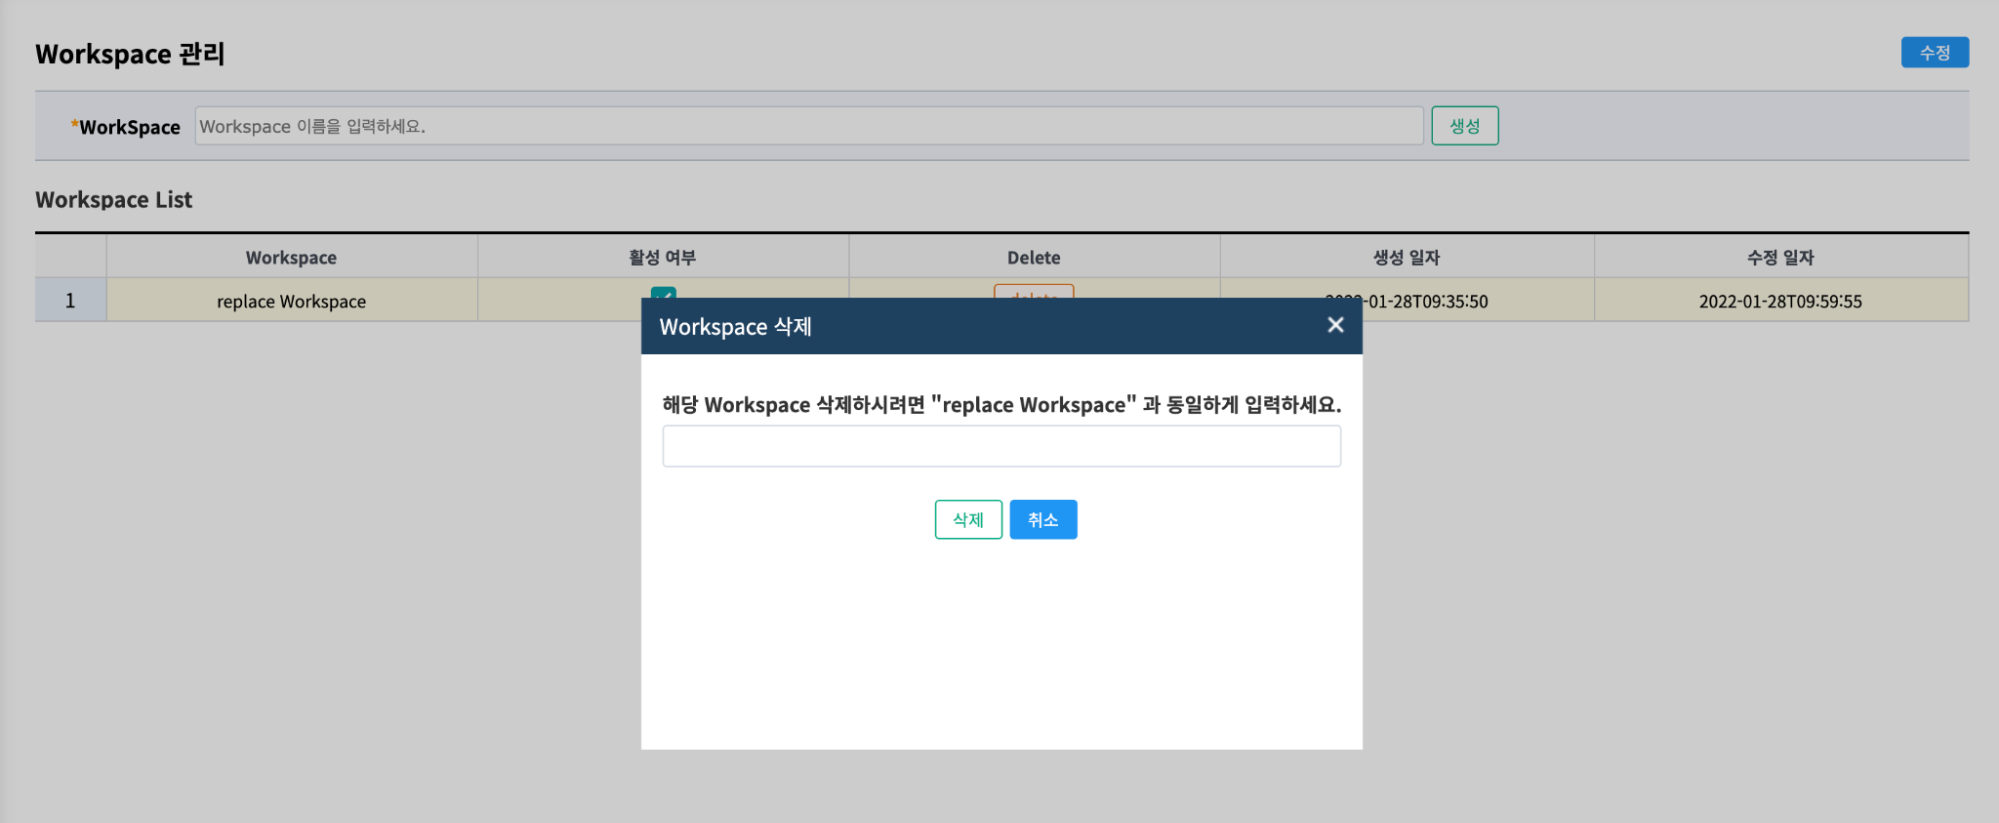 Workspace 관리
수정
*WorkSpace
Workspace 이름을 입력하세요.
생성
Workspace List
Workspace
활성 여부
Delete
생성 일자
수정 일자
1
replace Workspace
-01-28T09:35:50
2022-01-28T09:59:55
Workspace 삭제
해당 Workspace 삭제하시려면 "replace Workspace" 과 동일하게 입력하세요.
삭제
취소